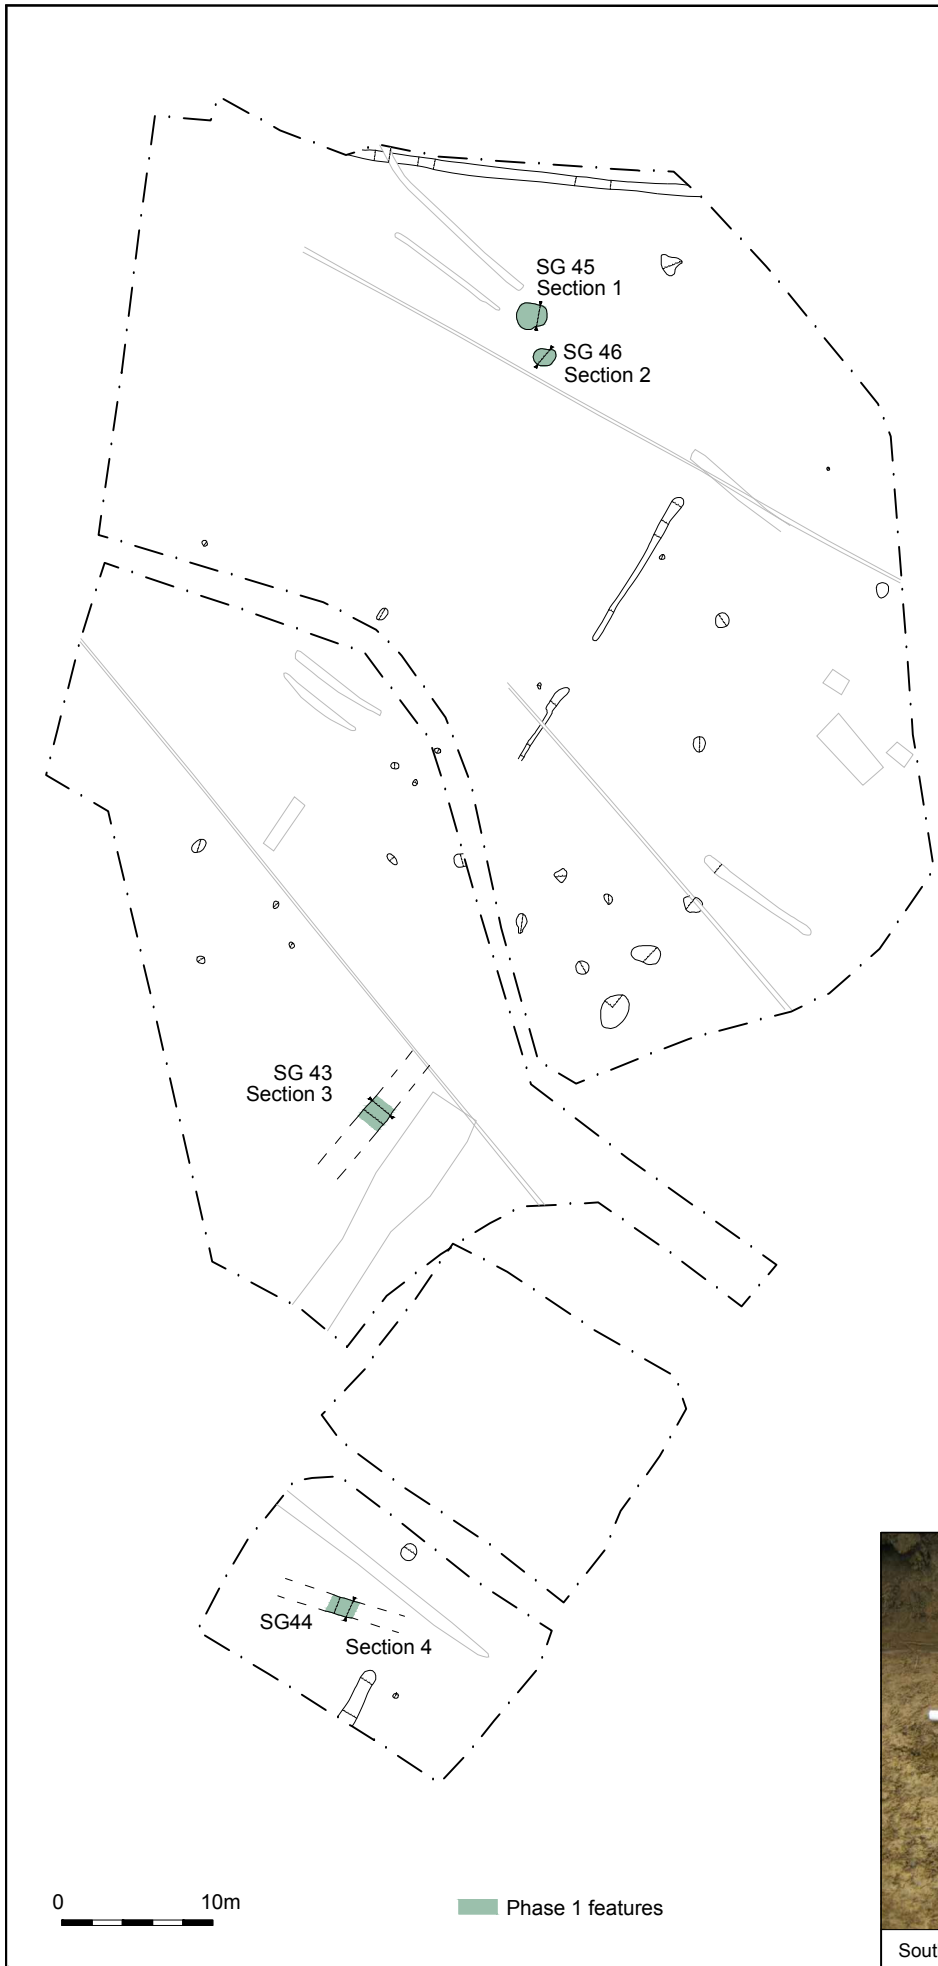 SG 45
Section 1
SG 46
Section 2
SG 43
Section 3
SG44
Section 4
0 10m
Phase 1 features
Sout